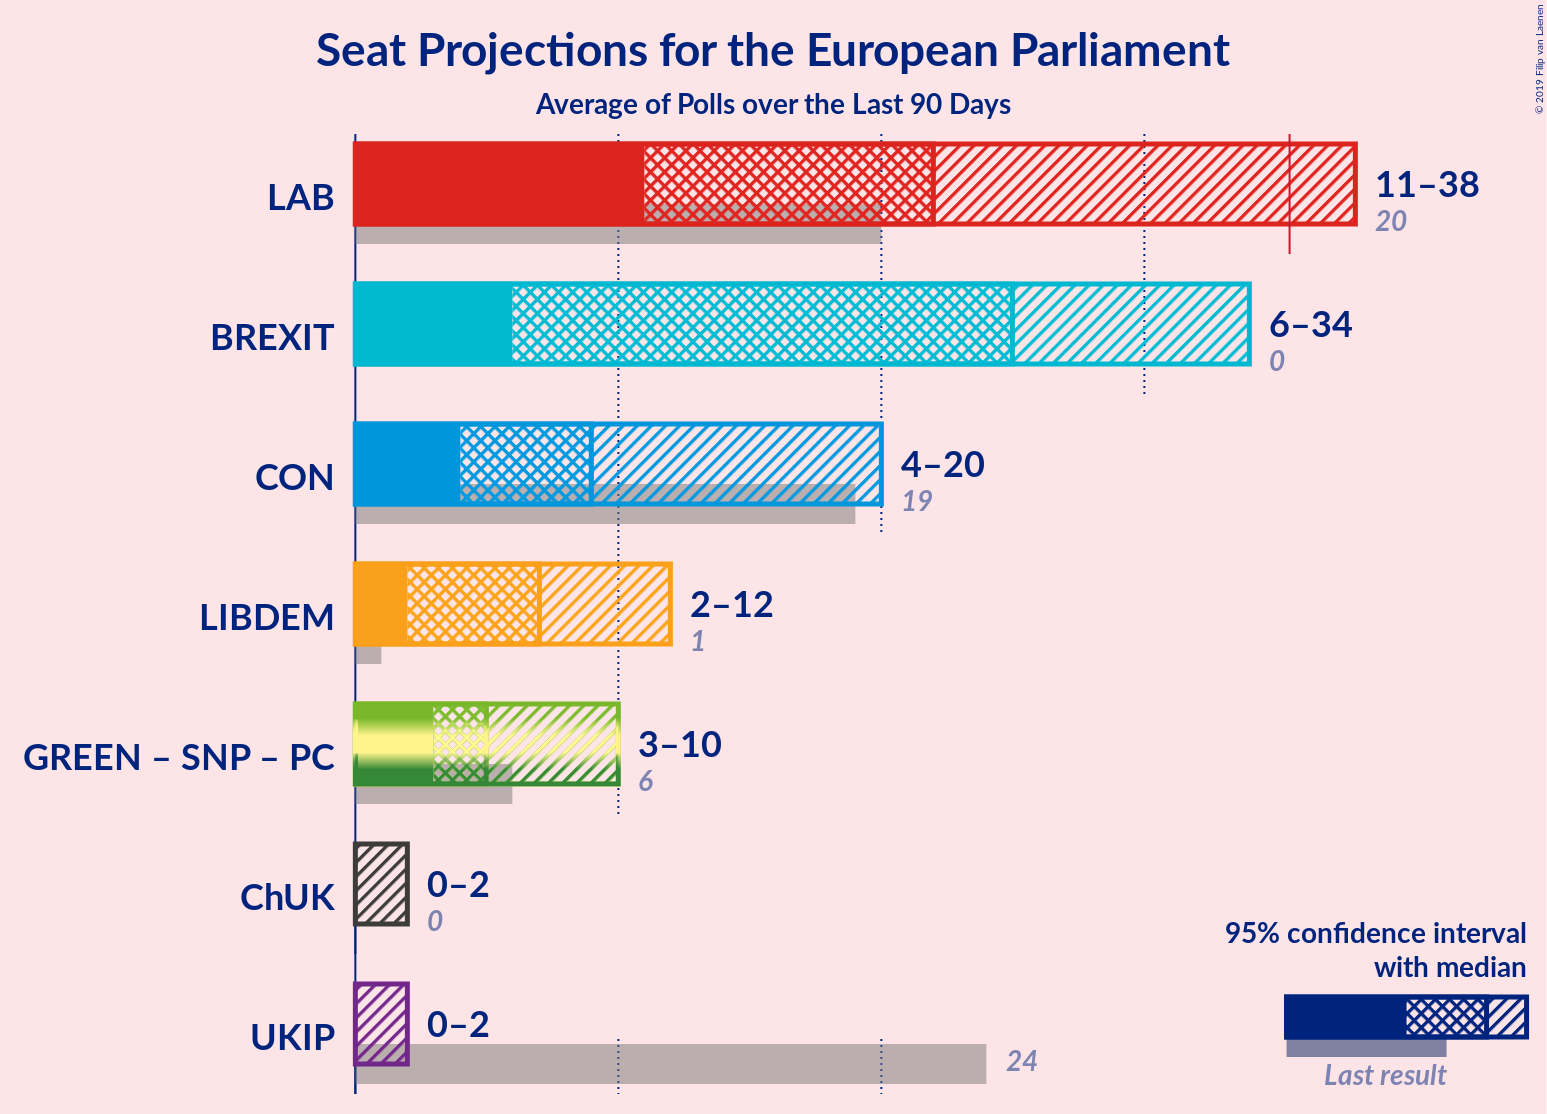 Seat Projections for the European Parliament
Average of Polls over the Last 90 Days
© 2019 Filip van Laenen
LAB
11–38
20
BREXIT
6–34
0
CON
4–20
19
LIBDEM
2–12
1
GREEN – SNP – PC
3–10
6
ChUK
0–2
0
UKIP
0–2
24
95% confidence interval
with median
Last result